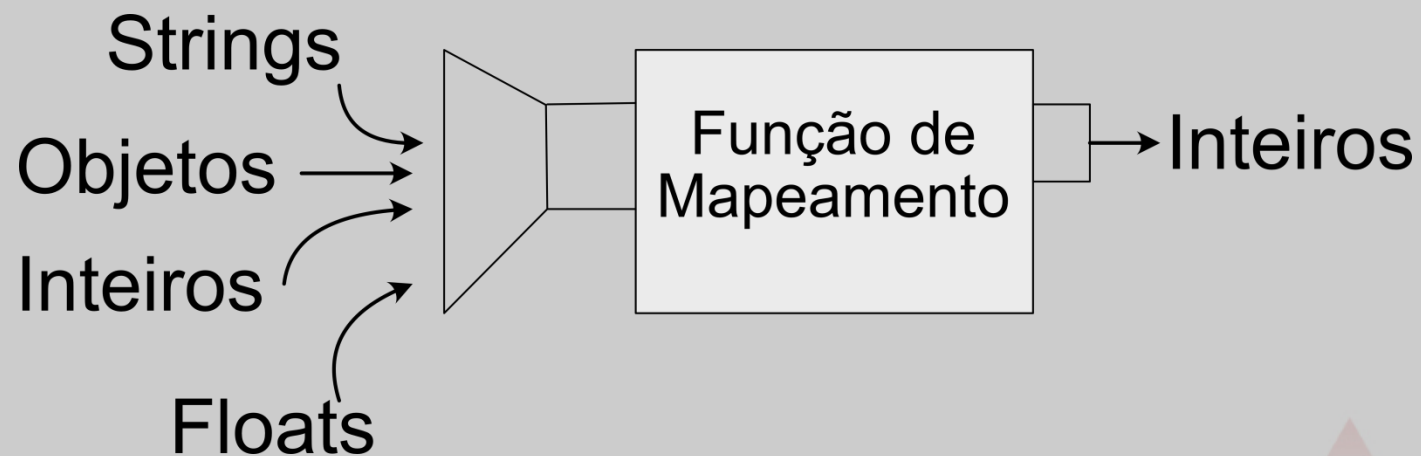 Strings
Objetos
Inteiros
Floats
Função de
Mapeamento
Inteiros